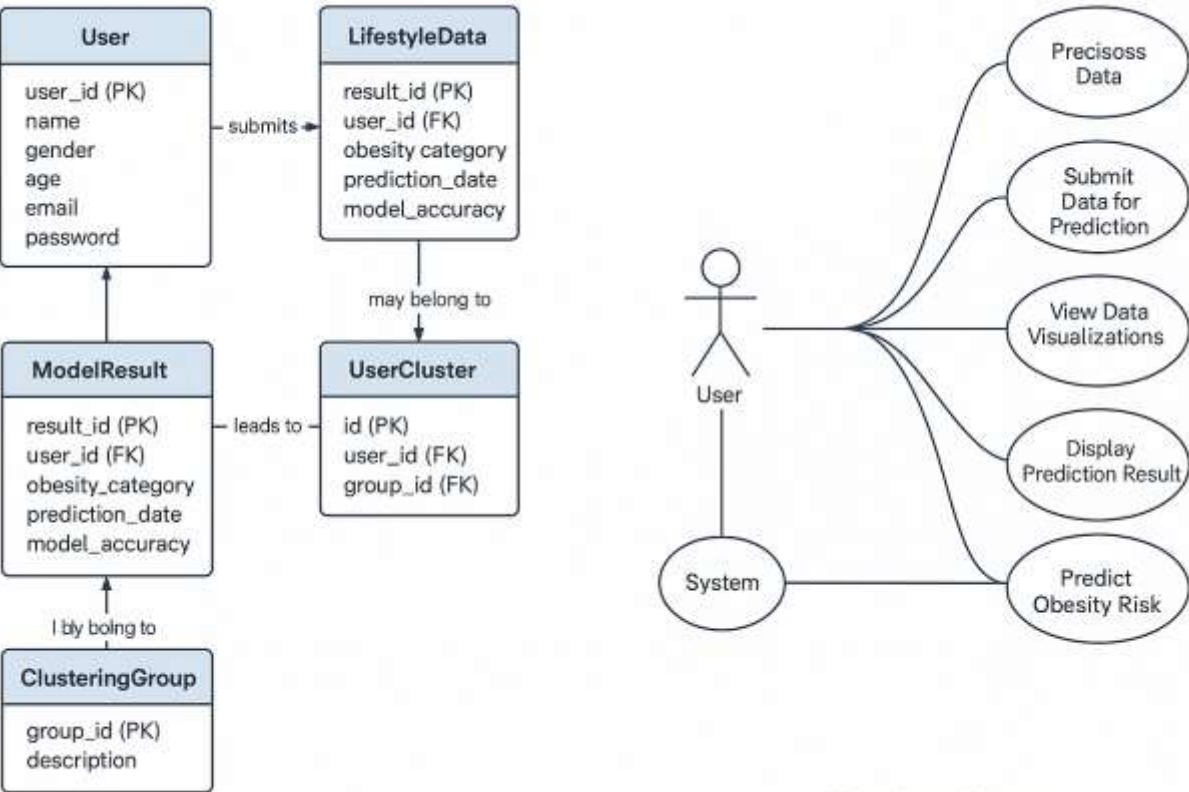 User
user_id (PK)
name
gender
age
email
password
submits
LifestyleData
result_id (PK)
user_id (FK)
obesity category
prediction_date
model_accuracy
may belong to
ModelResult
result_id (PK)
user_id (FK)
obesity_category
prediction_date
model_accuracy
leads to
UserCluster
id (PK)
user_id (FK)
group_id (FK)
I bly boing to
ClusteringGroup
group_id (PK)
description
Precisoss
Data
Submit
Data for
Prediction
View Data
Visualizations
Display
Prediction Result
Predict
Obesity Risk
User
System